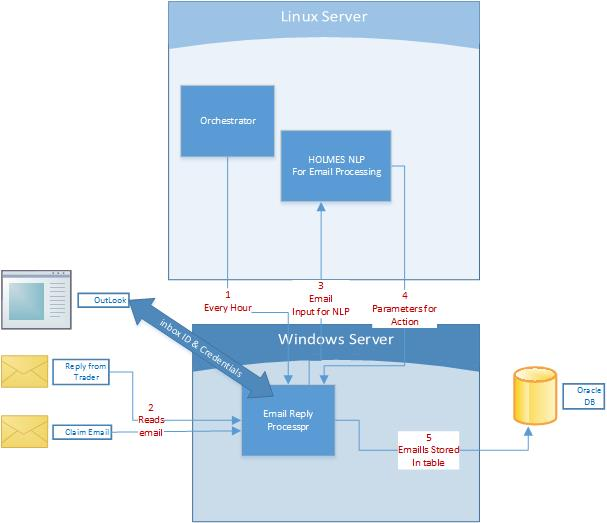 Linux Server
Orchestrator
HOLMES NLP
For Email Processing
1
Every Hour
3
Email
Input for NLP
4
Parameters for
Action
OutLook
inbox ID & Credentials
Windows Server
Reply from
Trader
2
Reads
email
Claim Email
Email Reply
Processpr
5
Emaills Stored
In table
Oracle
DB